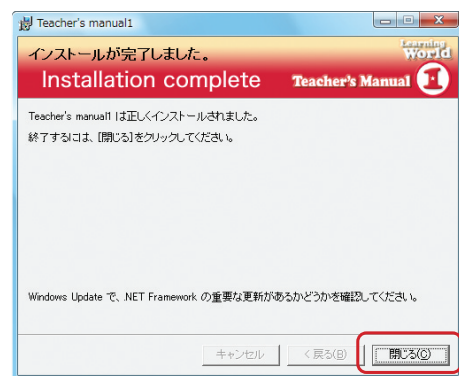 Teacher's manual1
インストールが完了しました。
Learning World
Installation complete
Teacher's Manual 1
Teacher's manual1 は正しくインストールされました。
終了するには、[閉じる]をクリックしてください。
Windows Update で、.NET Framework の重要な更新があるかどうかを確認してください。
キャンセル < 戻る(B) 閉じる(C)